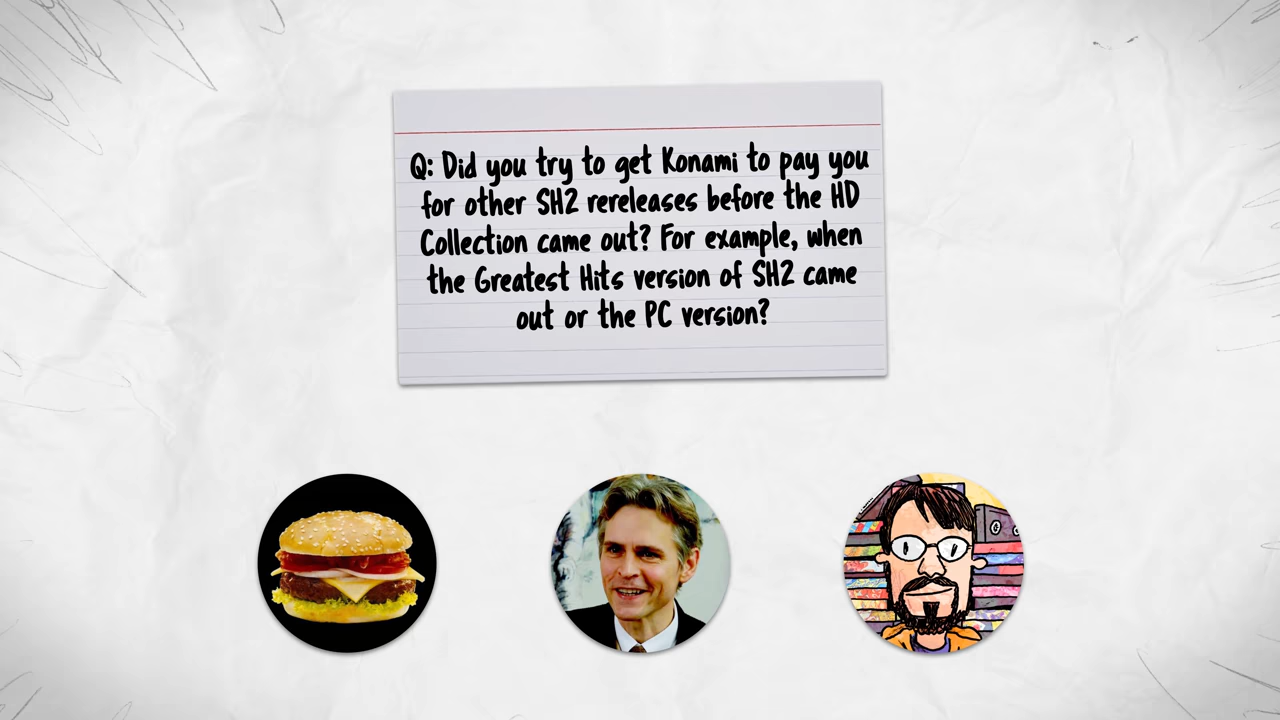 Q: Did you try to get Konami to pay you
for other SH2 rereleases before the HD
Collection came out? For example, when
the Greatest Hits version of SH2 came
out or the PC version?